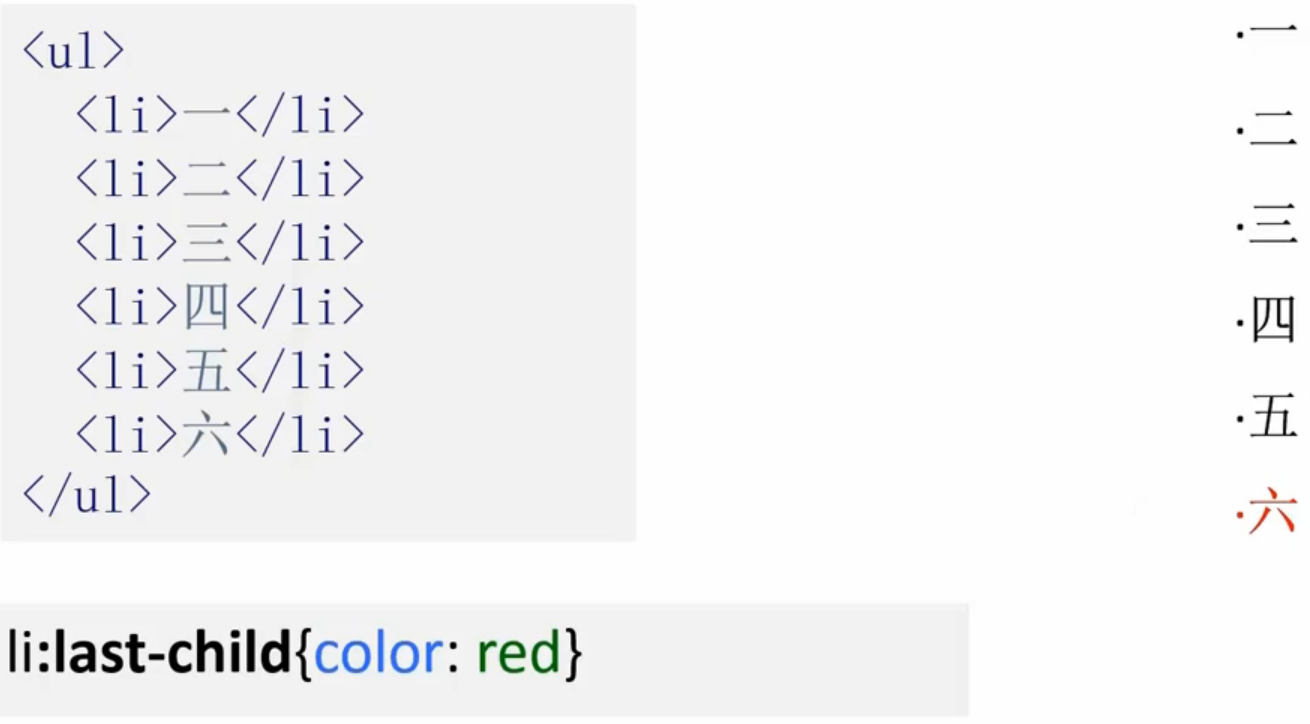 <ul>
<li>一</li>
<li>二</li>
<li>三</li>
<li>四</li>
<li>五</li>
<li>六</li>
</ul>
·一
·二
·三
·四
·五
·六
li:last-child{color: red}